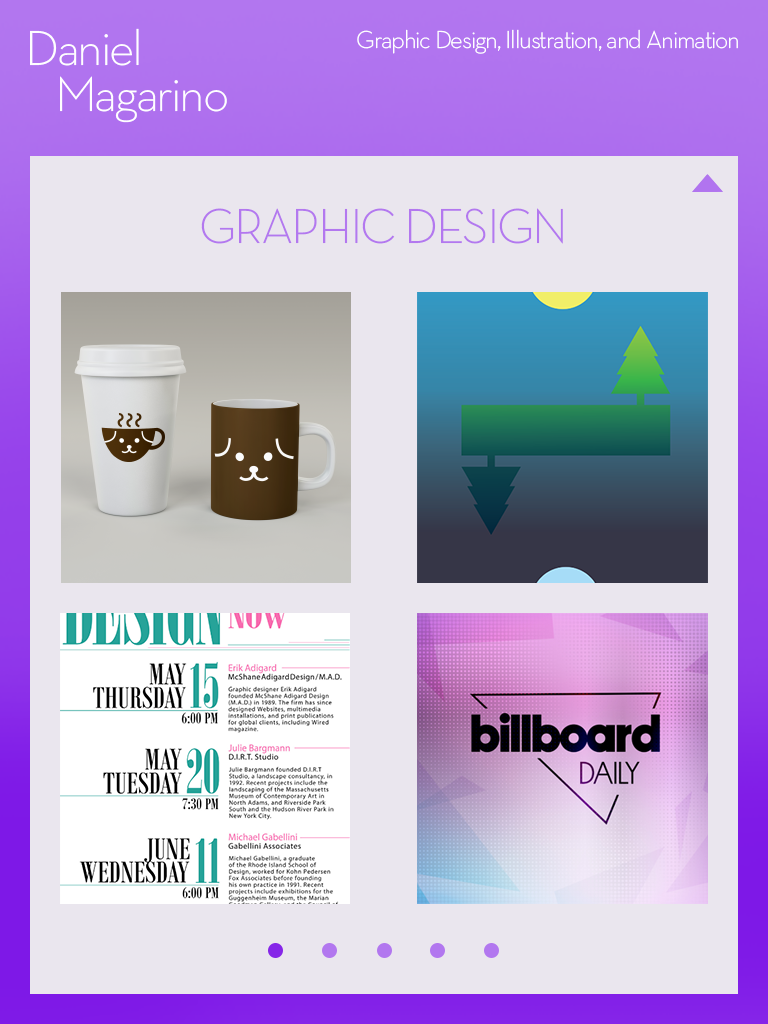 Daniel
Magarino
Graphic Design, Illustration, and Animation
GRAPHIC DESIGN
DESIGN NOW
MAY
THURSDAY 15
6:00 PM
Erik Adigard
McShaneAdigardDesign/M.A.D.
Graphic designer Erik Adigard
founded McShane Adigard Design
(M.A.D.) in 1989. The firm has since
designed Websites, multimedia
installations, and print publications
for global clients, including Wired
magazine.
MAY
TUESDAY 20
7:30 PM
Julie Bargmann
D.I.R.T. Studio
Julie Bargmann founded D.I.R.T
Studio, a landscape consultancy, in
1992. Recent projects include the
landscaping of the Massachusetts
Museum of Contemporary Art in
North Adams, and Riverside Park
South and the Hudson River Park in
New York City.
JUNE
WEDNESDAY 11
6:00 PM
Michael Gabellini
Gabellini Associates
Michael Gabellini, a graduate
of the Rhode Island School of
Design, worked for Kohn Pedersen
Fox Associates before founding
his own practice in 1991. Recent
projects include exhibitions for the
Guggenheim Museum, the Marian
Goodman Gallery, and the Council of
billboard
DAILY